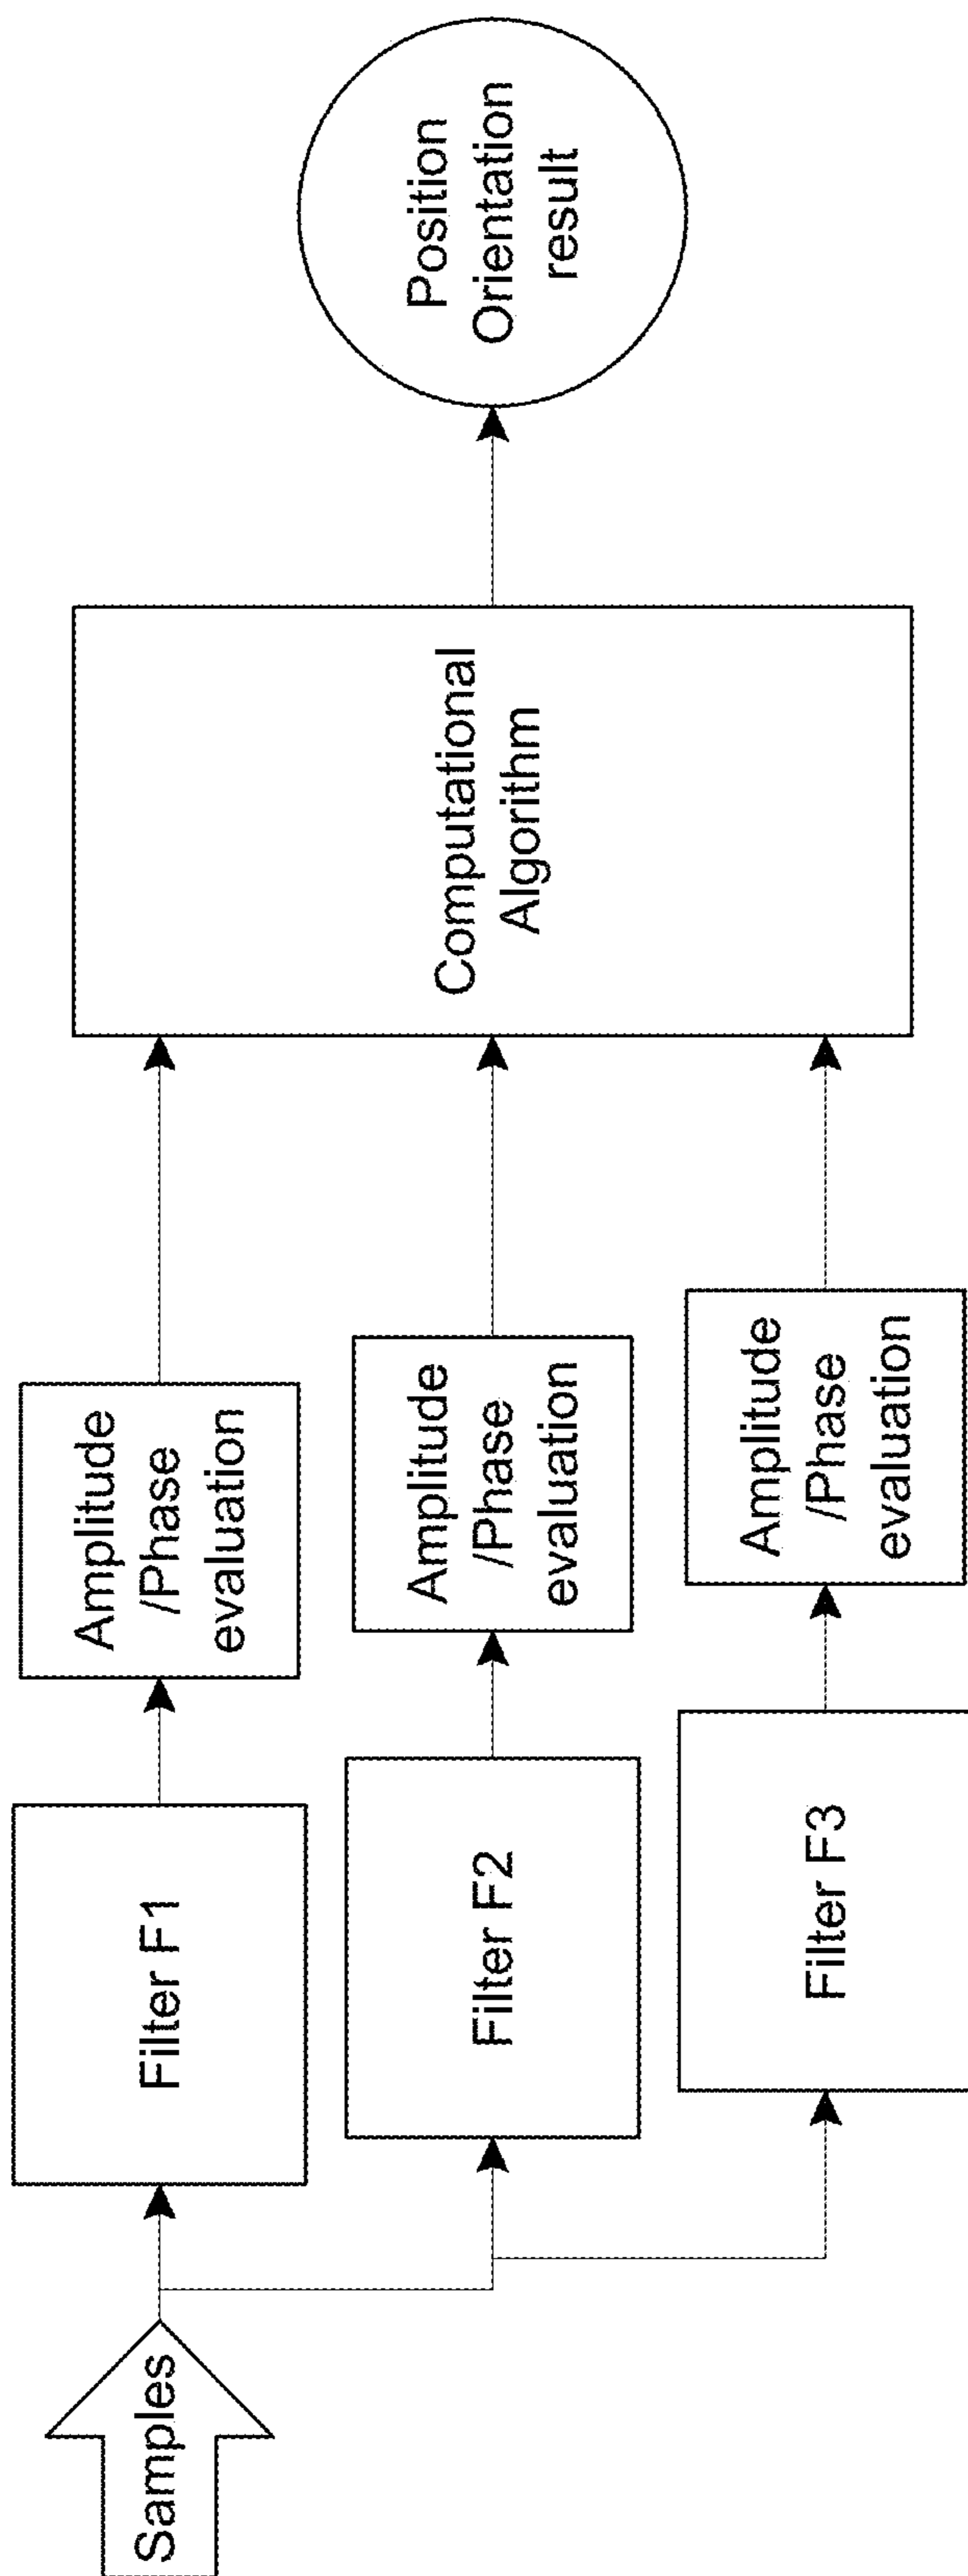 Samples
Filter F1
Filter F2
Filter F3
Amplitude
/Phase
evaluation
Amplitude
/Phase
evaluation
Amplitude
/Phase
evaluation
Computational
Algorithm
Position
Orientation
result